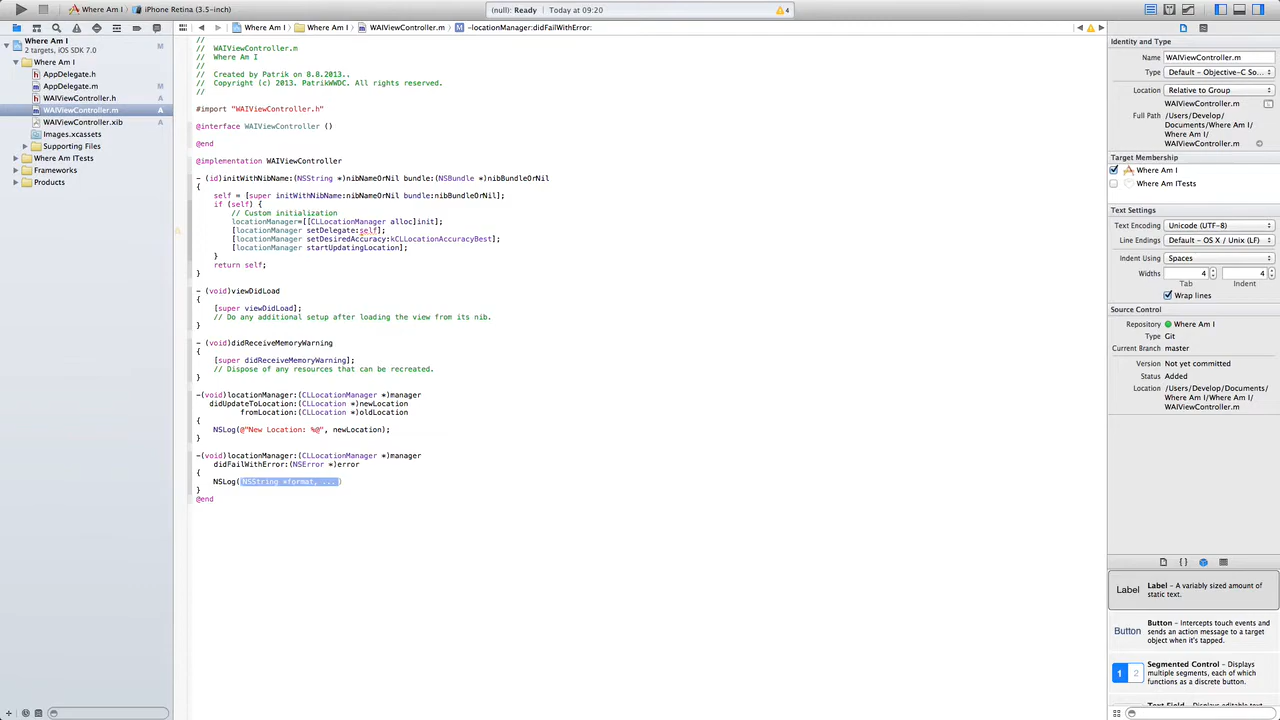 Where Am I
iPhone Retina (3.5-inch)
(null): Ready
Today at 09:20
4
Where Am I
Where Am I
WAIViewController.m
-locationManager:didFailWithError:
Where Am I
2 targets, iOS SDK 7.0
M
Where Am I
AppDelegate.h
AppDelegate.m
M
WAIViewController.h
A
WAIViewController.m
A
WAIViewController.xib
A
Images.xcassets
Supporting Files
Where Am ITests
Frameworks
Products
//
//  WAIViewController.m
//  Where Am I
//
//  Created by Patrik on 8.8.2013..
//  Copyright (c) 2013. PatrikWWDC. All rights reserved.
//
#import "WAIViewController.h"
@interface WAIViewController ()
@end
@implementation WAIViewController
- (id)initWithNibName:(NSString *)nibNameOrNil bundle:(NSBundle *)nibBundleOrNil
{
self = [super initWithNibName:nibNameOrNil bundle:nibBundleOrNil];
if (self) {
// Custom initialization
locationManager=[[CLLocationManager alloc]init];
[locationManager setDelegate:self];
[locationManager setDesiredAccuracy:kCLLocationAccuracyBest];
[locationManager startUpdatingLocation];
}
return self;
}
- (void)viewDidLoad
{
[super viewDidLoad];
// Do any additional setup after loading the view from its nib.
}
- (void)didReceiveMemoryWarning
{
[super didReceiveMemoryWarning];
// Dispose of any resources that can be recreated.
}
-(void)locationManager:(CLLocationManager *)manager
didUpdateToLocation:(CLLocation *)newLocation
fromLocation:(CLLocation *)oldLocation
{
NSLog(@"New Location: %@", newLocation);
}
-(void)locationManager:(CLLocationManager *)manager
didFailWithError:(NSError *)error
{
NSLog(NSString *format, ...)
}
@end
Identity and Type
Name WAIViewController.m
Type Default - Objective-C So...
Location Relative to Group
WAIViewController.m
Full Path /Users/Develop/
Documents/Where Am I/
Where Am I/
WAIViewController.m
Target Membership
Where Am I
Where Am ITests
Text Settings
Text Encoding Unicode (UTF-8)
Line Endings Default - OS X / Unix (LF)
Indent Using Spaces
Widths 4 4
Tab Indent
Wrap lines
Source Control
Repository Where Am I
Type Git
Current Branch master
Version Not yet committed
Status Added
Location /Users/Develop/Documents/
Where Am I/Where Am I/
WAIViewController.m
Label
Label - A variably sized amount of
static text.
Button
Button - Intercepts touch events and
sends an action message to a target
object when it's tapped.
1 2
Segmented Control - Displays
multiple segments, each of which
functions as a discrete button.
Text Field - Displays editable text